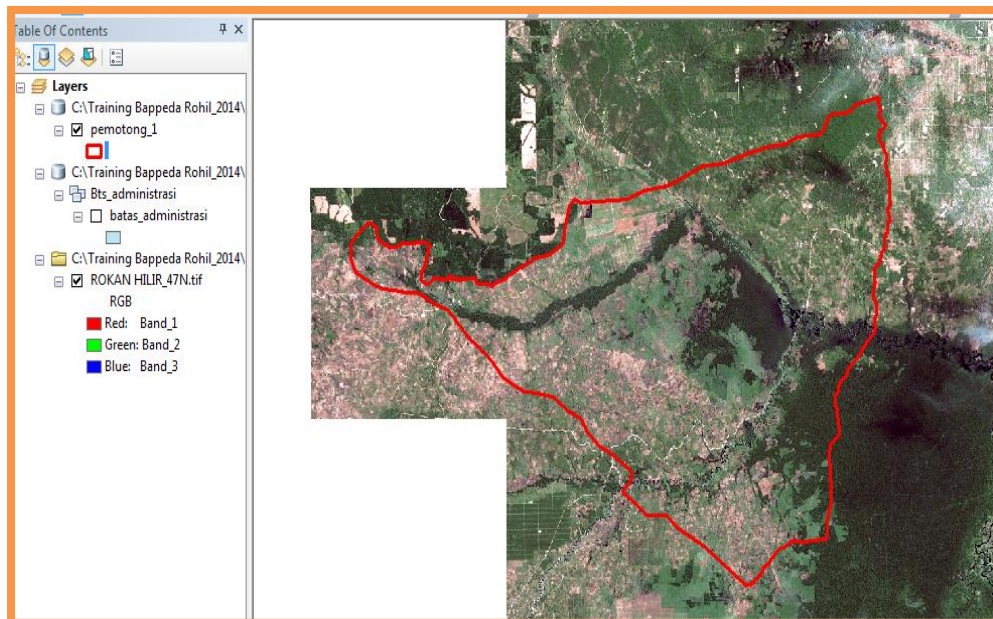 Table Of Contents
Layers
C:\Training Bappeda Rohil_2014\
pemotong_1
C:\Training Bappeda Rohil_2014\
Bts_administrasi
batas_administrasi
C:\Training Bappeda Rohil_2014\
ROKAN HILIR_47N.tif
RGB
Red: Band_1
Green: Band_2
Blue: Band_3